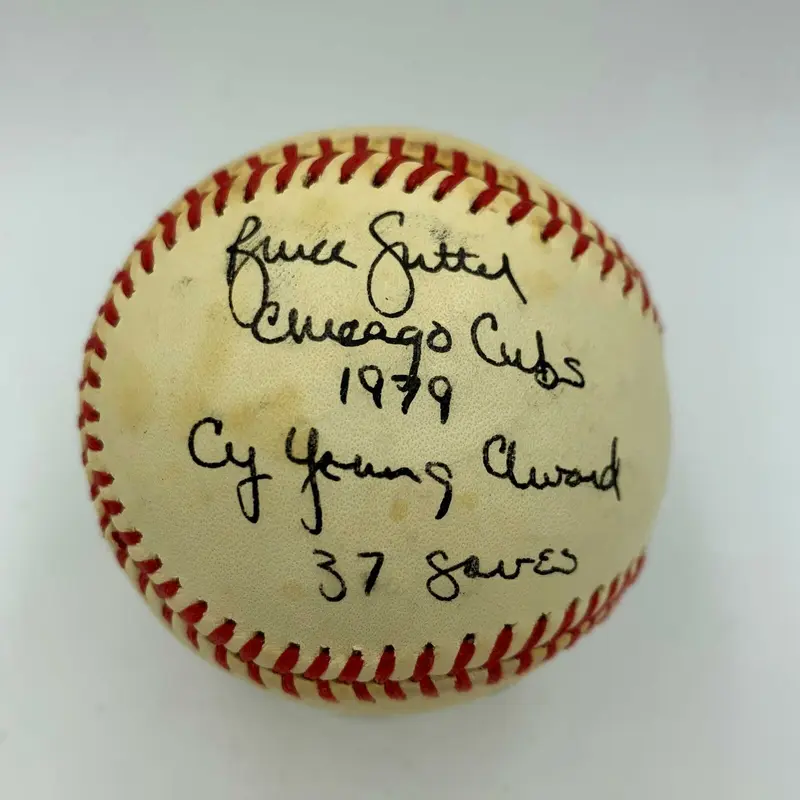 Bruce Sutter
Chicago Cubs
1979
Cy Young Award
37 saves